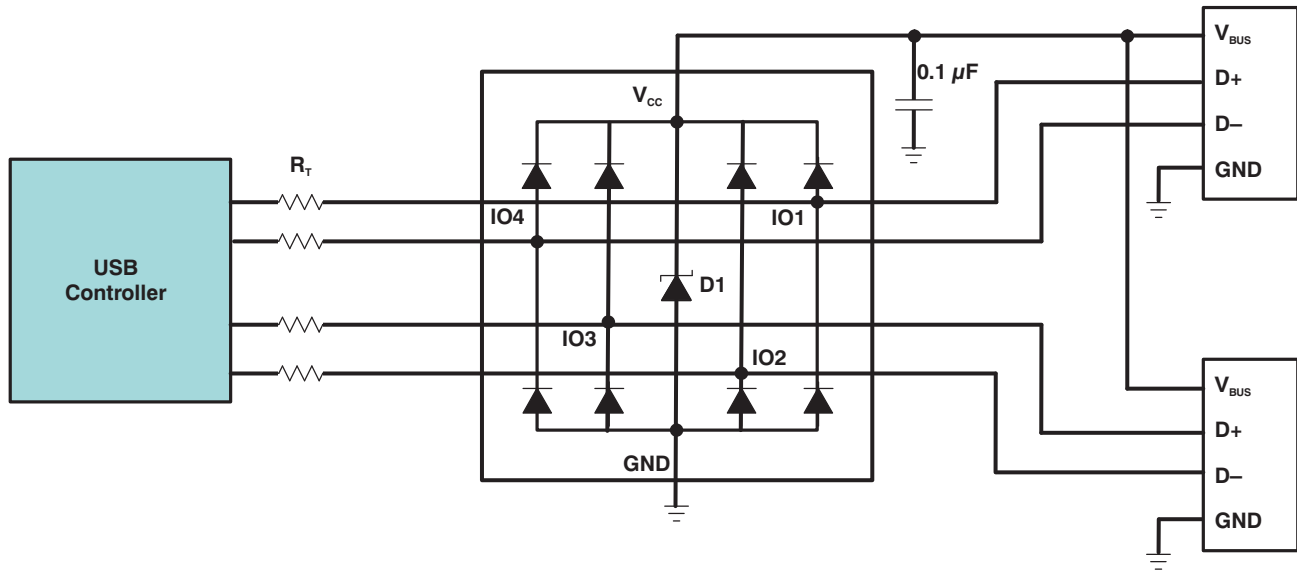 V_BUS
D+
D–
GND
0.1 µF
V_CC
R_T
IO4
IO1
USB
Controller
D1
IO3
IO2
GND
V_BUS
D+
D–
GND